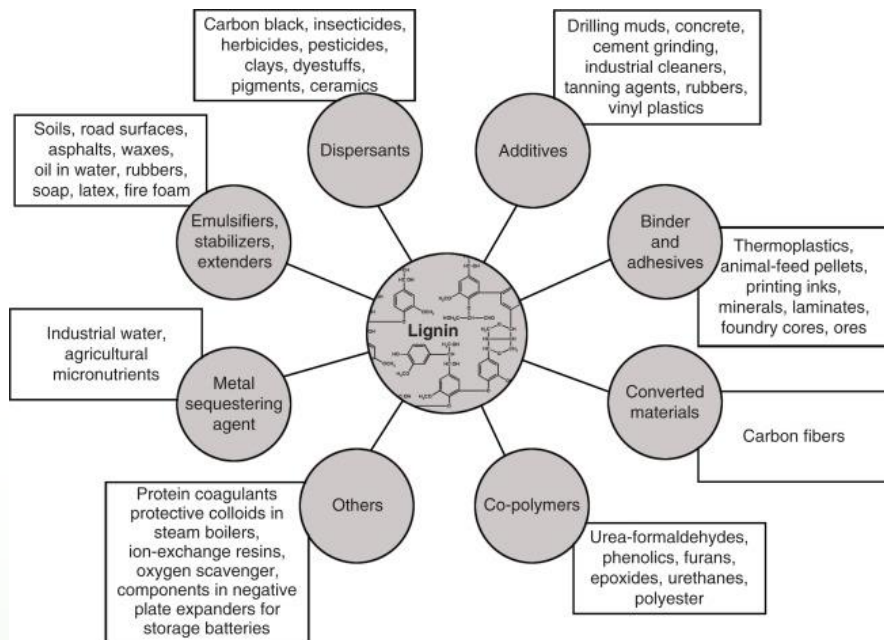 Carbon black, insecticides,
herbicides, pesticides,
clays, dyestuffs,
pigments, ceramics
Dispersants
Drilling muds, concrete,
cement grinding,
industrial cleaners,
tanning agents, rubbers,
vinyl plastics
Additives
Soils, road surfaces,
asphalts, waxes,
oil in water, rubbers,
soap, latex, fire foam
Emulsifiers,
stabilizers,
extenders
Binder
and
adhesives
Thermoplastics,
animal-feed pellets,
printing inks,
minerals, laminates,
foundry cores, ores
Lignin
Industrial water,
agricultural
micronutrients
Metal
sequestering
agent
Converted
materials
Carbon fibers
Others
Protein coagulants
protective colloids in
steam boilers,
ion-exchange resins,
oxygen scavenger,
components in negative
plate expanders for
storage batteries
Co-polymers
Urea-formaldehydes,
phenolics, furans,
epoxides, urethanes,
polyester